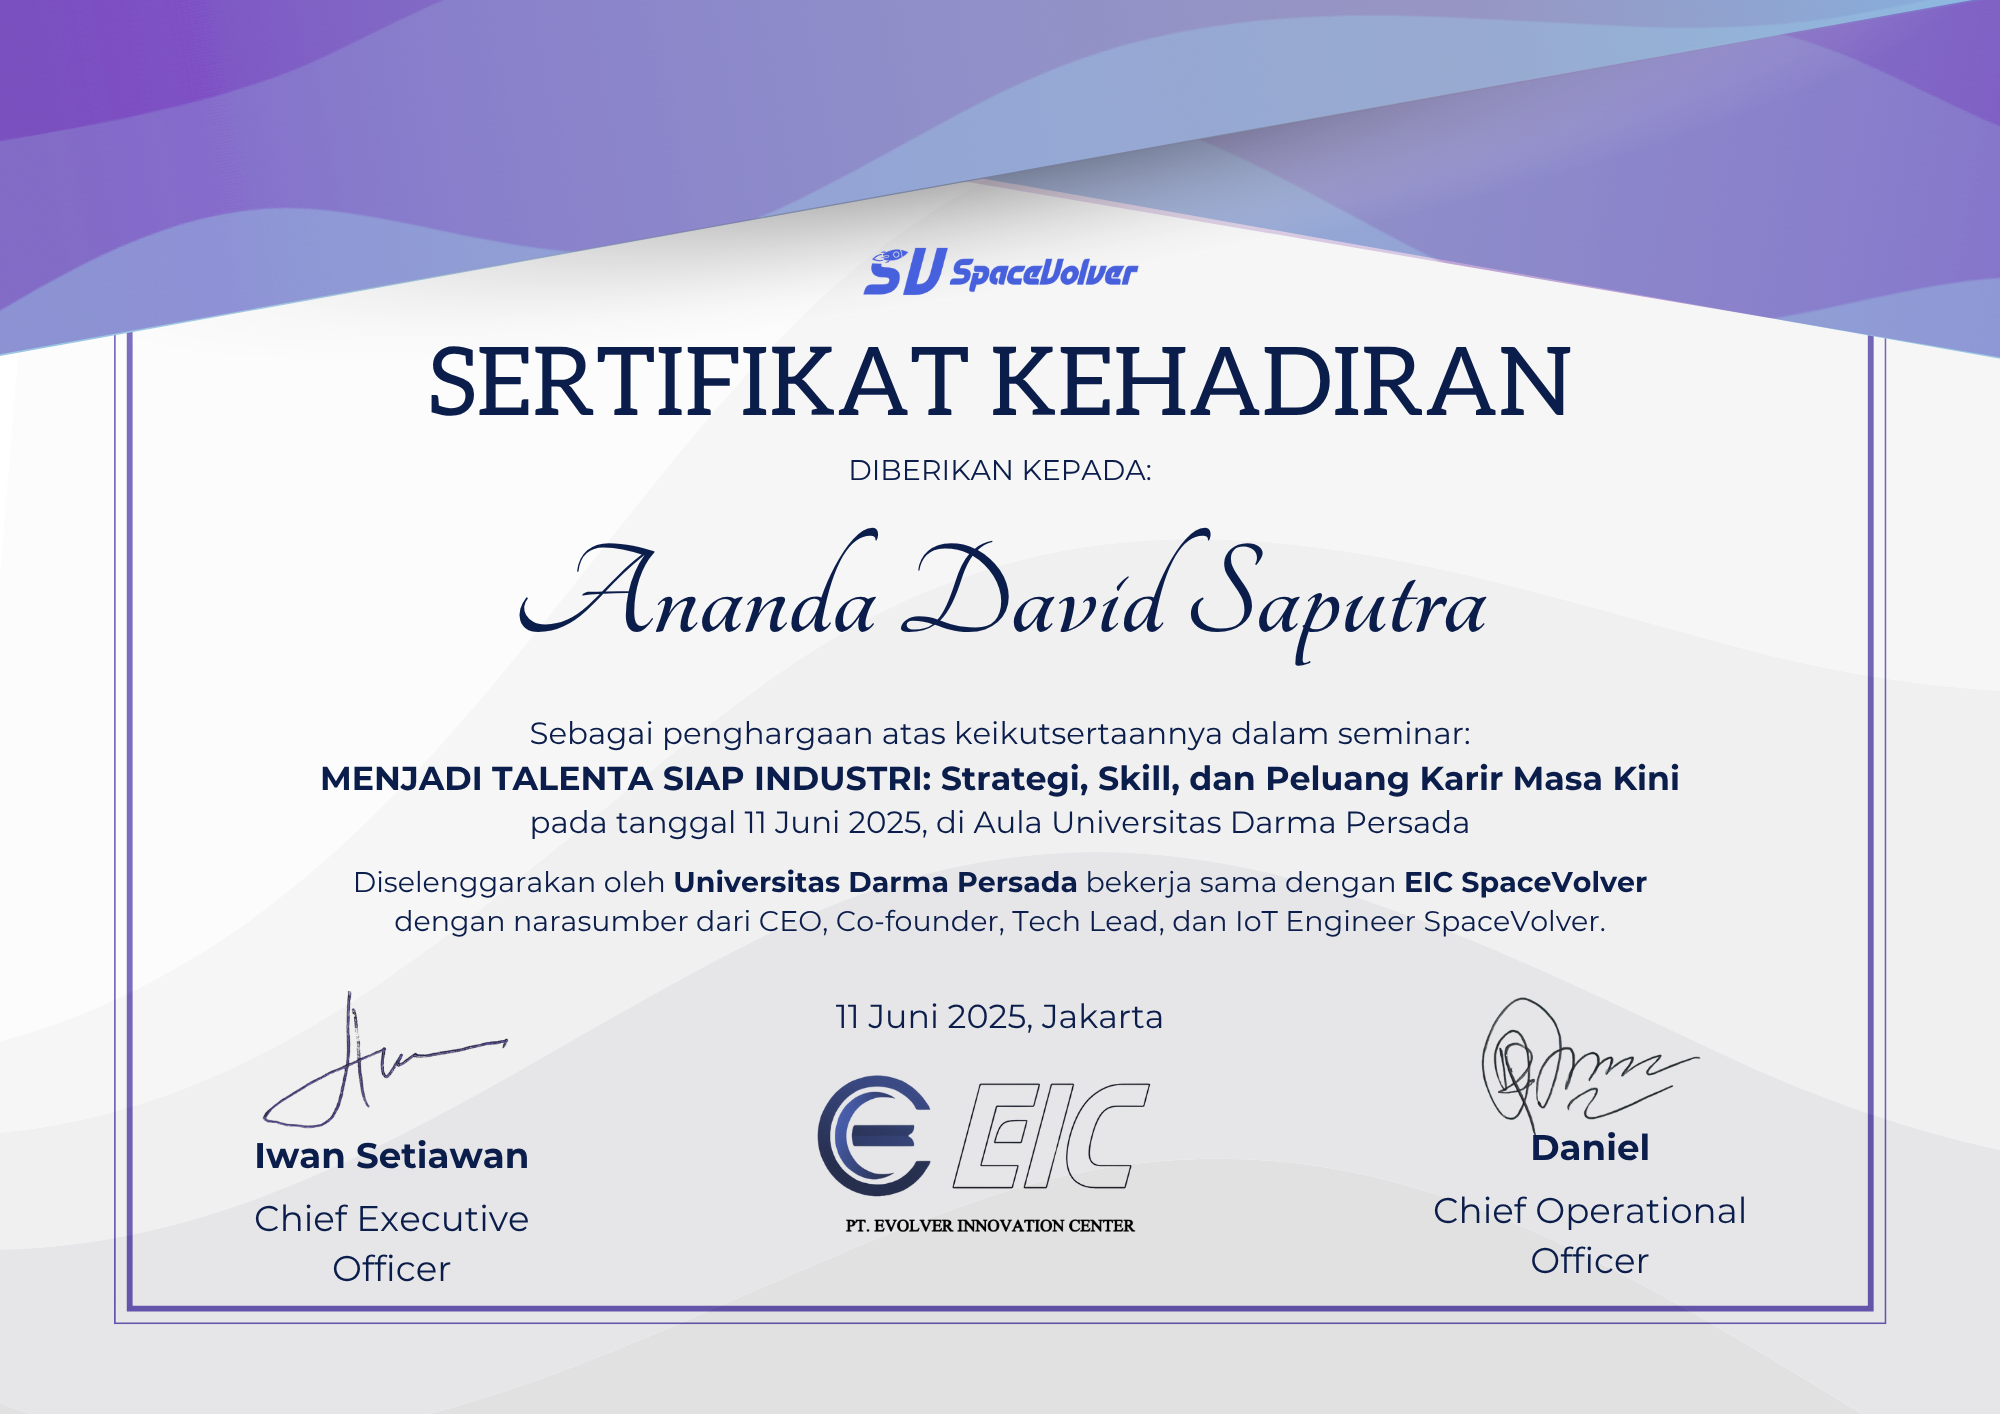 SV SpaceVolver
SERTIFIKAT KEHADIRAN
DIBERIKAN KEPADA:
Ananda David Saputra
Sebagai penghargaan atas keikutsertaannya dalam seminar:
MENJADI TALENTA SIAP INDUSTRI: Strategi, Skill, dan Peluang Karir Masa Kini
pada tanggal 11 Juni 2025, di Aula Universitas Darma Persada
Diselenggarakan oleh Universitas Darma Persada bekerja sama dengan EIC SpaceVolver
dengan narasumber dari CEO, Co-founder, Tech Lead, dan IoT Engineer SpaceVolver.
11 Juni 2025, Jakarta
Iwan Setiawan
Chief Executive
Officer
EIC
PT. EVOLVER INNOVATION CENTER
Daniel
Chief Operational
Officer